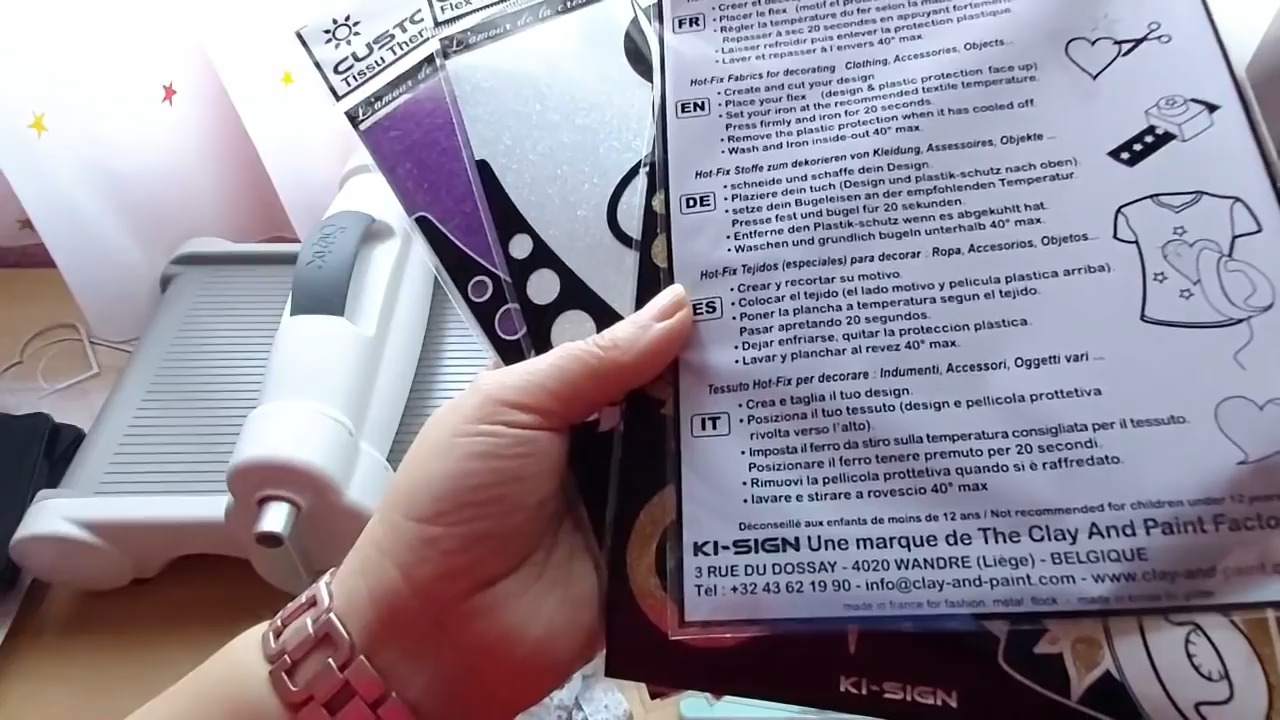 CUSTO
Tissu Ther
Flex
L'amour de la créa
L'amour de
Sizzix
FR
• Placer le flex (motif et
• Régler la température du fer selon la
Repasser à sec 20 secondes en appuyant fortement
• Laisser refroidir puis enlever la protection plastique
• Laver et repasser à l'envers 40° max.
Hot-Fix Fabrics for decorating Clothing, Accessories, Objects...
EN
• Create and cut your design
• Place your flex (design & plastic protection face up)
• Set your iron at the recommended textile temperature.
Press firmly and iron for 20 seconds.
• Remove the plastic protection when it has cooled off.
• Wash and Iron inside-out 40° max.
Hot-Fix Stoffe zum dekorieren von Kleidung, Assessoires, Objekte ...
DE
• schneide und schaffe dein Design.
• Plaziere dein tuch (Design und plastik-schutz nach oben).
• setze dein Bugeleisen an der empfohlenden Temperatur.
Presse fest und bügel für 20 sekunden.
• Entferne den Plastik-schutz wenn es abgekuhlt hat.
• Waschen und grundlich bügeln unterhalb 40° max.
Hot-Fix Tejidos (especiales) para decorar : Ropa, Accesorios, Objetos...
ES
• Crear y recortar su motivo.
• Colocar el tejido (el lado motivo y pelicula plastica arriba).
• Poner la plancha a temperatura segun el tejido.
Pasar apretando 20 segundos.
• Dejar enfriarse, quitar la protección plástica.
• Lavar y planchar al revez 40° max.
Tessuto Hot-Fix per decorare : Indumenti, Accessori, Oggetti vari ...
IT
• Crea e taglia il tuo design.
• Posiziona il tuo tessuto (design e pellicola protettiva
rivolta verso l'alto).
• Imposta il ferro da stiro sulla temperatura consigliata per il tessuto.
Posizionare il ferro tenere premuto per 20 secondi.
• Rimuovi la pellicola protettiva quando si è raffredato.
• lavare e stirare a rovescio 40° max
Déconseillé aux enfants de moins de 12 ans / Not recommended for children under 12 years
KI-SIGN Une marque de The Clay And Paint Facto
3 RUE DU DOSSAY - 4020 WANDRE (Liège) - BELGIQUE
Tél : +32 43 62 19 90 - info@clay-and-paint.com - www.clay-and-paint.c
made in france for fashion, metal, flock
KI-SIGN